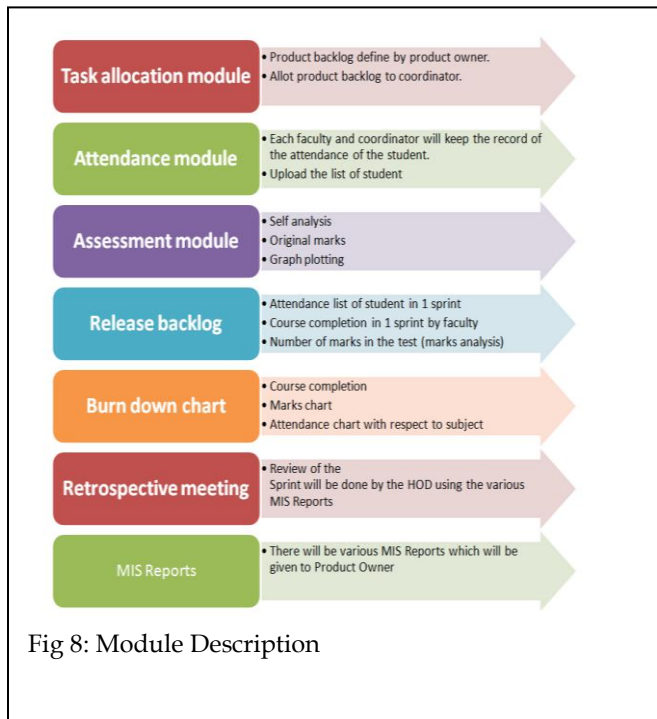 Task allocation module
• Product backlog define by product owner.
• Allot product backlog to coordinator.
Attendance module
• Each faculty and coordinator will keep the record of
the attendance of the student.
• Upload the list of student
Assessment module
• Self analysis
• Original marks
• Graph plotting
Release backlog
• Attendance list of student in 1 sprint
• Course completion in 1 sprint by faculty
• Number of marks in the test (marks analysis)
Burn down chart
• Course completion
• Marks chart
• Attendance chart with respect to subject
Retrospective meeting
• Review of the
Sprint will be done by the HOD using the various
MIS Reports
MIS Reports
• There will be various MIS Reports which will be
given to Product Owner
Fig 8: Module Description